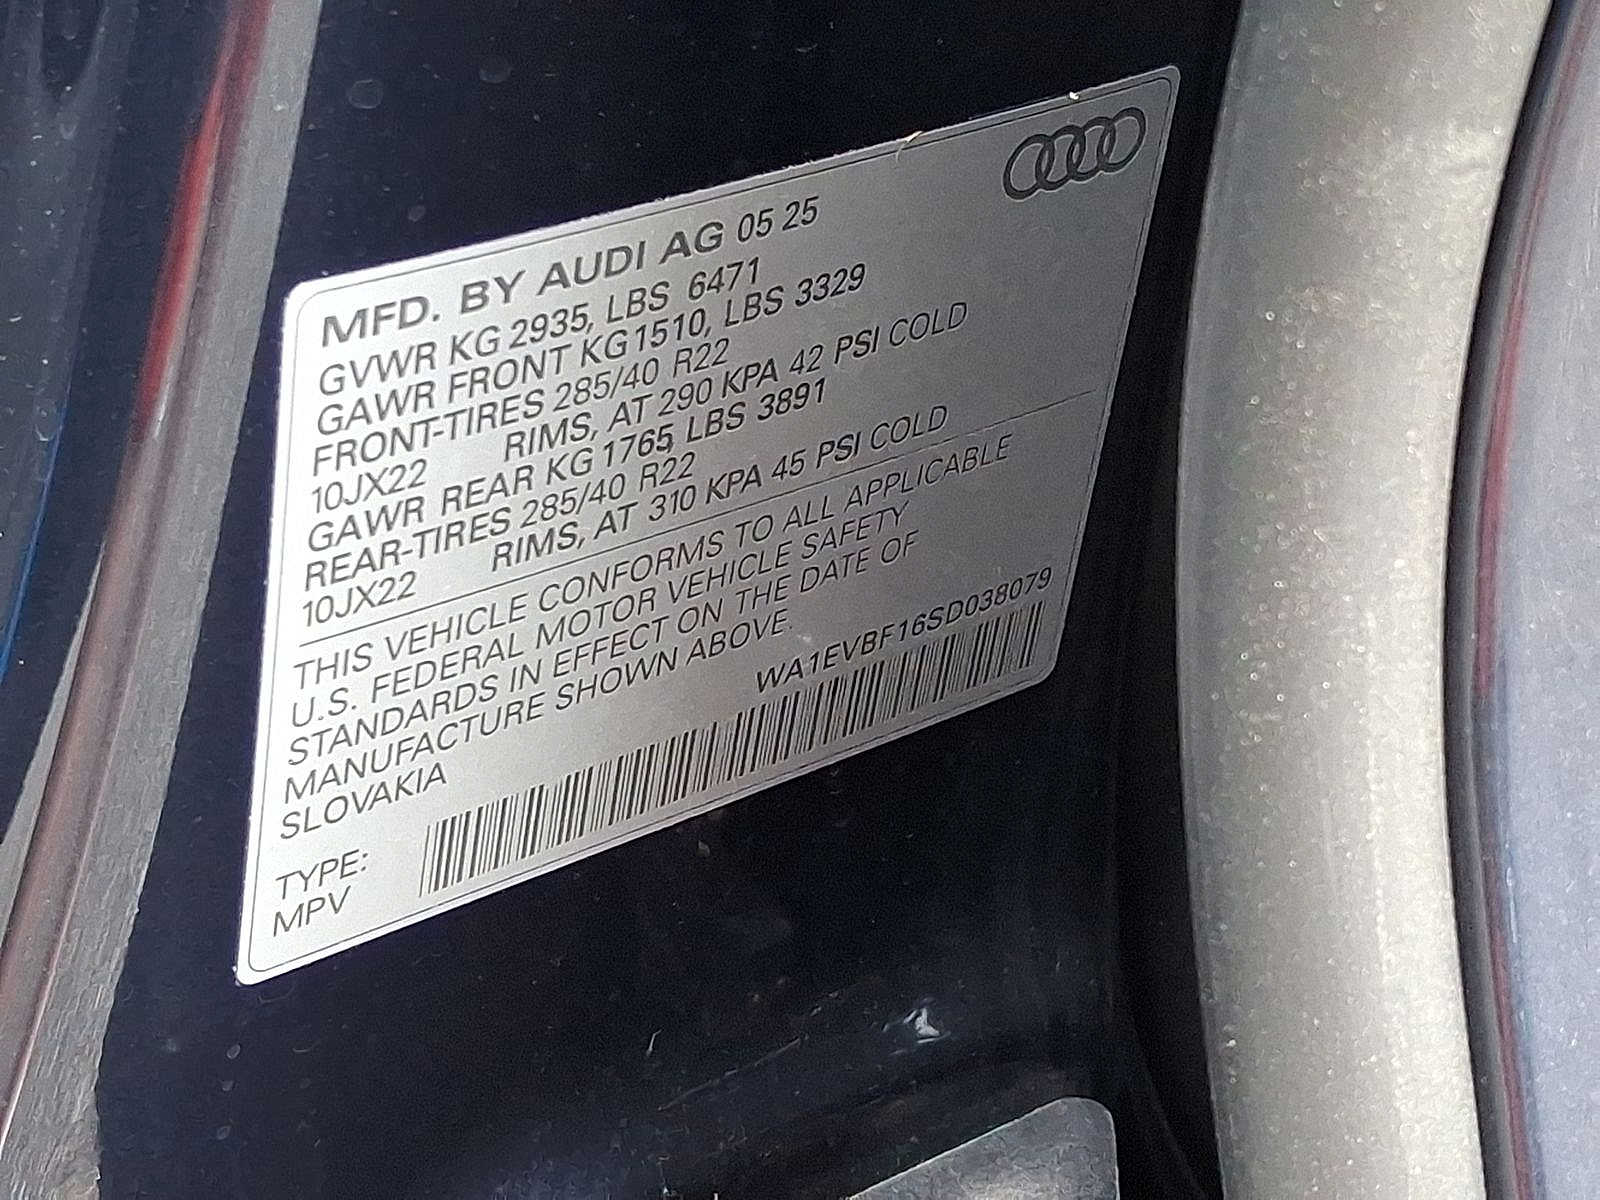 MFD. BY AUDI AG 05 25
GVWR KG 2935, LBS 6471
GAWR FRONT KG1510, LBS 3329
FRONT-TIRES 285/40 R22
10JX22 RIMS, AT 290 KPA 42 PSI COLD
GAWR REAR KG 1765, LBS 3891
REAR-TIRES 285/40 R22
10JX22 RIMS, AT 310 KPA 45 PSI COLD
THIS VEHICLE CONFORMS TO ALL APPLICABLE
U.S. FEDERAL MOTOR VEHICLE SAFETY
STANDARDS IN EFFECT ON THE DATE OF
MANUFACTURE SHOWN ABOVE.
SLOVAKIA
WA1EVBF16SD038079
TYPE:
MPV